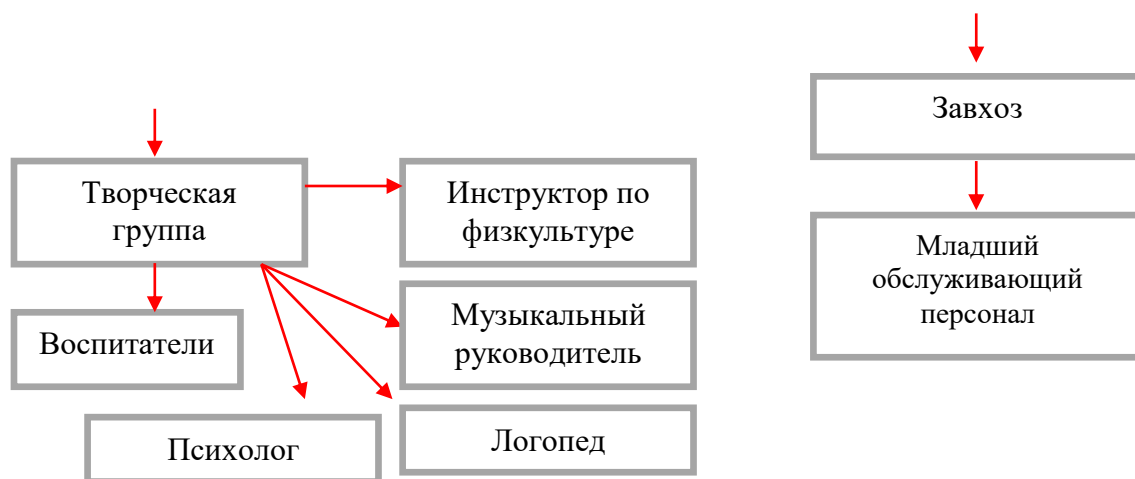 Завхоз
Творческая
группа
Инструктор по
физкультуре
Младший
обслуживающий
персонал
Воспитатели
Музыкальный
руководитель
Психолог
Логопед